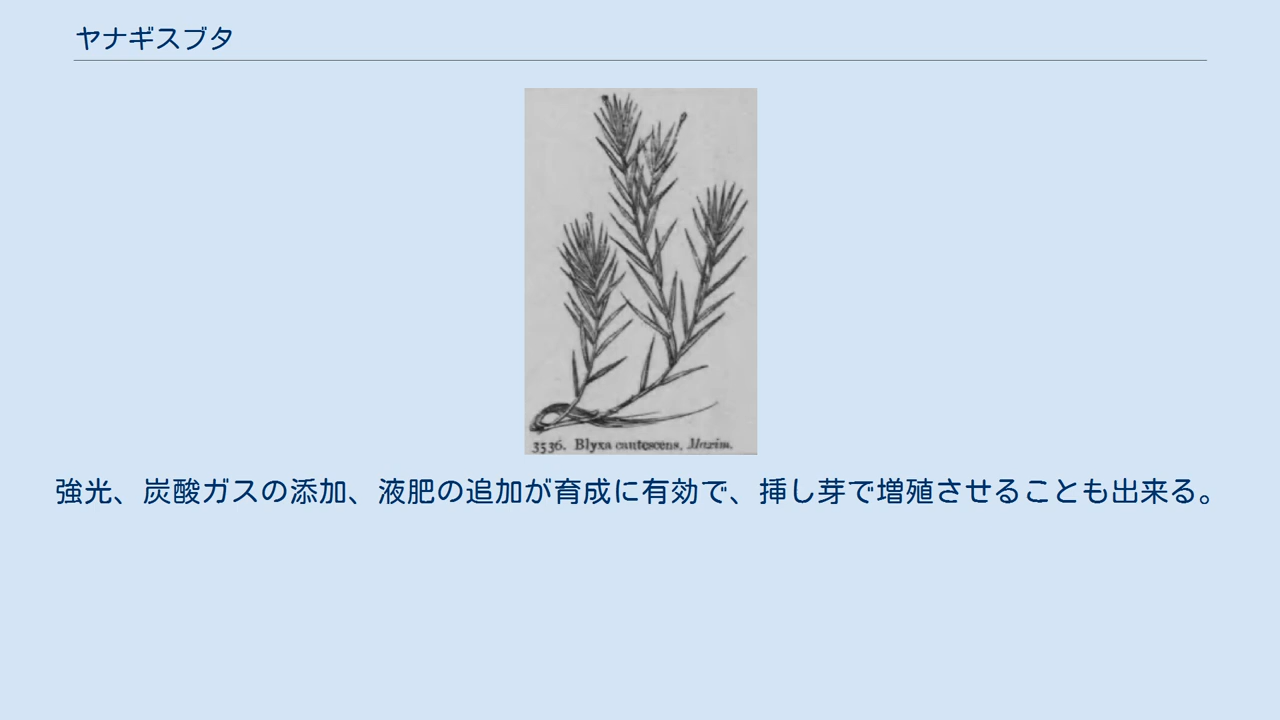 ヤナギスブタ
3536. Blyxa caulescens, Maxim.
強光、炭酸ガスの添加、液肥の追加が育成に有効で、挿し芽で増殖させることも出来る。